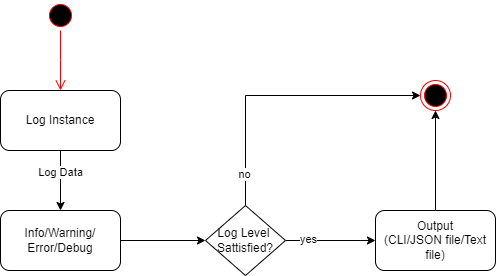 Log Instance
Log Data
no
Info/Warning/
Error/Debug
Log Level
Sattisfied?
yes
Output
(CLI/JSON file/Text
file)